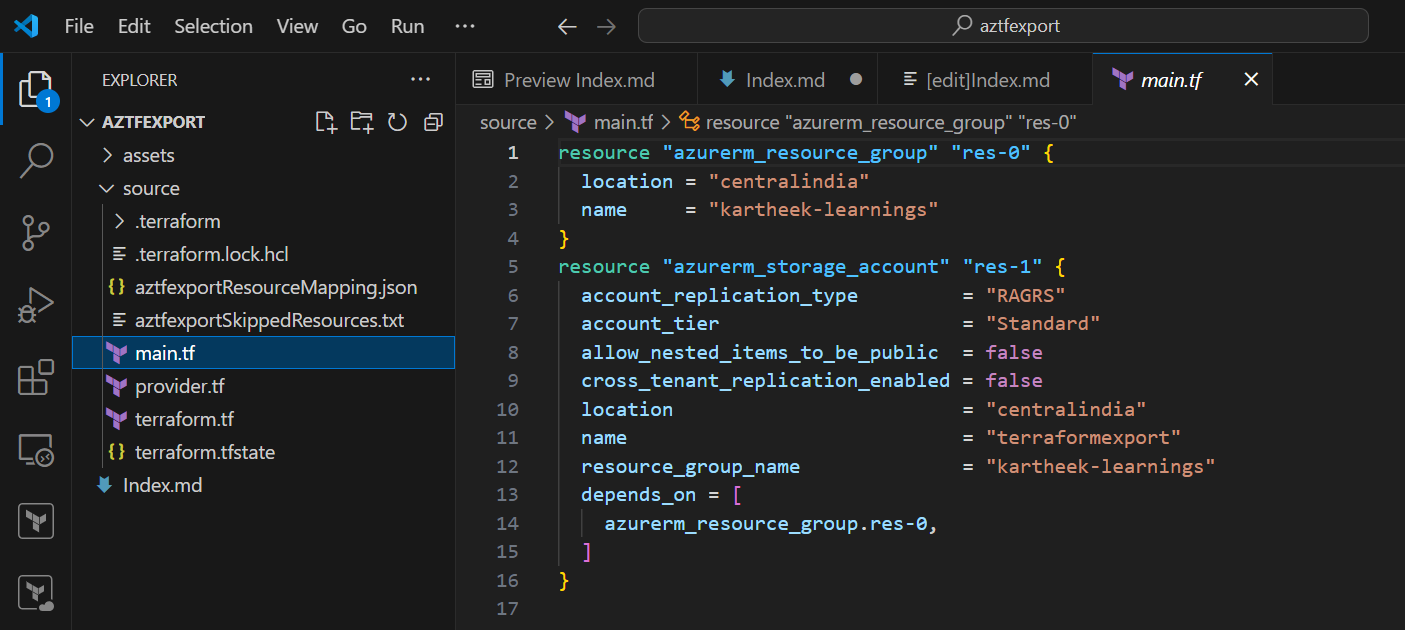 File Edit Selection View Go Run ··· aztfexport
EXPLORER ···
AZTFEXPORT
assets
source
.terraform
.terraform.lock.hcl
{} aztfexportResourceMapping.json
aztfexportSkippedResources.txt
main.tf
provider.tf
terraform.tf
{} terraform.tfstate
Index.md
1
Preview Index.md Index.md [edit]Index.md main.tf
source > main.tf > resource "azurerm_resource_group" "res-0"
1 resource "azurerm_resource_group" "res-0" {
2 location = "centralindia"
3 name = "kartheek-learnings"
4 }
5 resource "azurerm_storage_account" "res-1" {
6 account_replication_type = "RAGRS"
7 account_tier = "Standard"
8 allow_nested_items_to_be_public = false
9 cross_tenant_replication_enabled = false
10 location = "centralindia"
11 name = "terraformexport"
12 resource_group_name = "kartheek-learnings"
13 depends_on = [
14 azurerm_resource_group.res-0,
15 ]
16 }
17